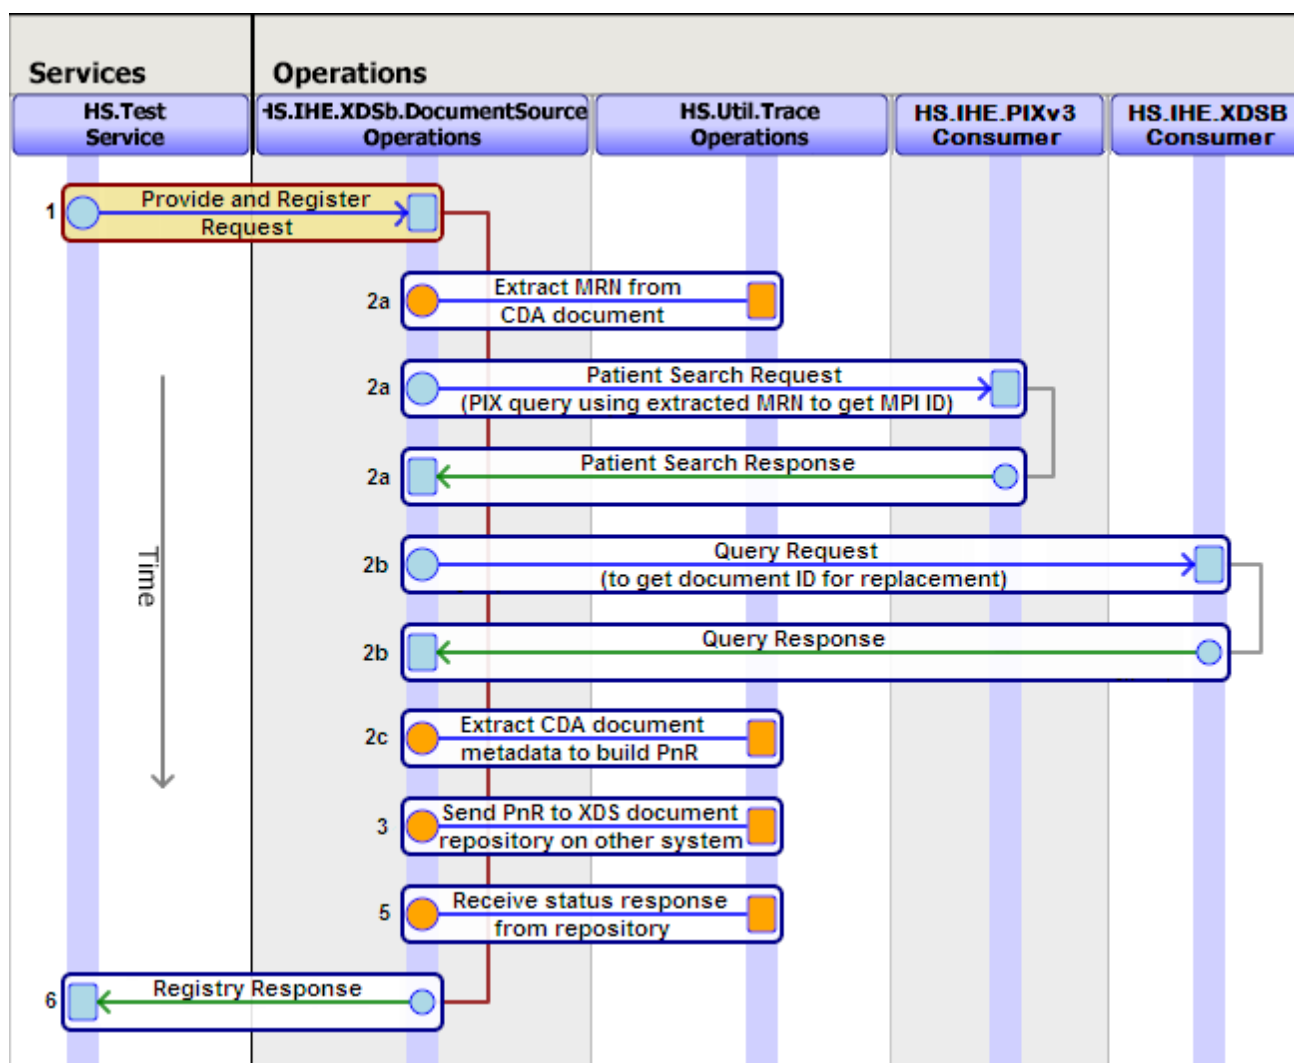 Services
Operations
HS.Test
Service
HS.IHE.XDSb.DocumentSource
Operations
HS.Util.Trace
Operations
HS.IHE.PIXv3
Consumer
HS.IHE.XDSB
Consumer
1
Provide and Register
Request
2a
Extract MRN from
CDA document
2a
Patient Search Request
(PIX query using extracted MRN to get MPI ID)
2a
Patient Search Response
Time
2b
Query Request
(to get document ID for replacement)
2b
Query Response
2c
Extract CDA document
metadata to build PnR
3
Send PnR to XDS document
repository on other system
5
Receive status response
from repository
6
Registry Response